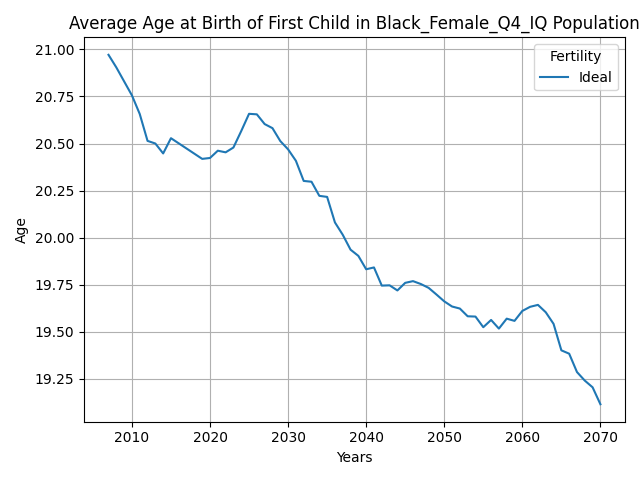 Average Age at Birth of First Child in Black_Female_Q4_IQ Population
Fertility
Ideal
21.00
20.75
20.50
20.25
20.00
19.75
19.50
19.25
Age
2010 2020 2030 2040 2050 2060 2070
Years